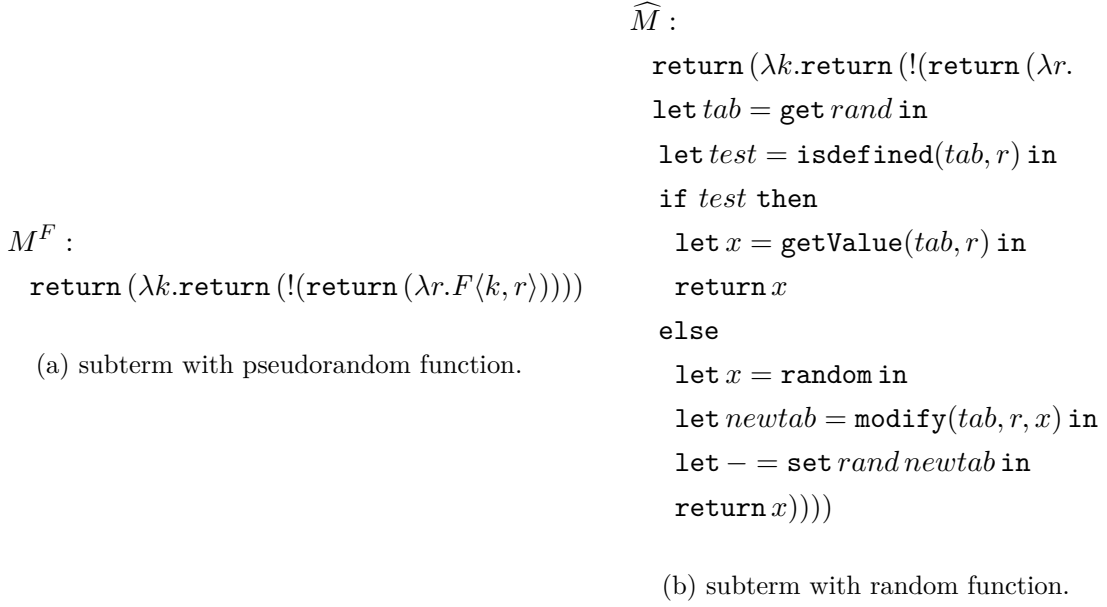 M^F :
return (λk.return (!(return (λr.F⟨k, r⟩))))
(a) subterm with pseudorandom function.
M̂ :
return (λk.return (!(return (λr.
let tab = get rand in
let test = isdefined(tab, r) in
if test then
let x = getValue(tab, r) in
return x
else
let x = random in
let newtab = modify(tab, r, x) in
let − = set rand newtab in
return x))))
(b) subterm with random function.